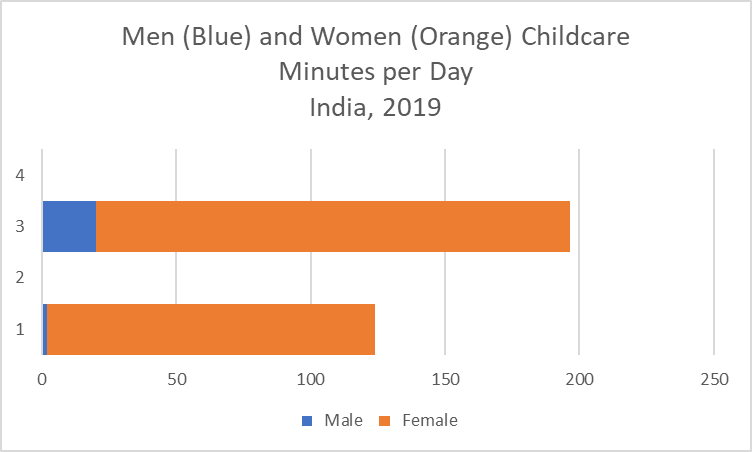 Men (Blue) and Women (Orange) Childcare
Minutes per Day
India, 2019
4
3
2
1
0 50 100 150 200 250
Male Female